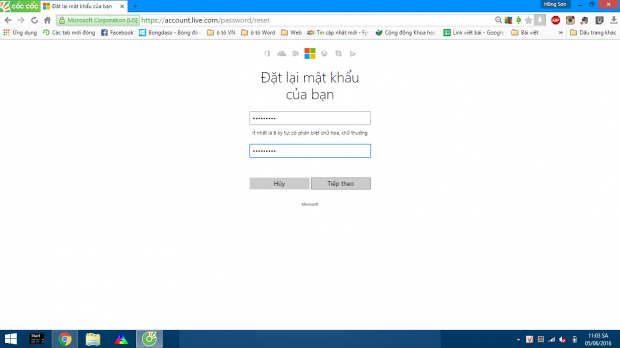 cốc cốc
Đặt lại mật khẩu của bạn
Hồng Sơn
Microsoft Corporation [US] https://account.live.com/password/reset
Ứng dụng Các tab mới đóng Facebook Bongdaso - Bóng đ ô tô VN ô tô Word Web Tin cập nhật mới - Fp Cộng đồng Khoa học Link viết bài - Google Bài viết » Dấu trang khác
Đặt lại mật khẩu
của bạn
Ít nhất là 8 ký tự; có phân biệt chữ hoa, chữ thường
Hủy Tiếp theo
Microsoft
Start
11:03 SA
05/06/2016